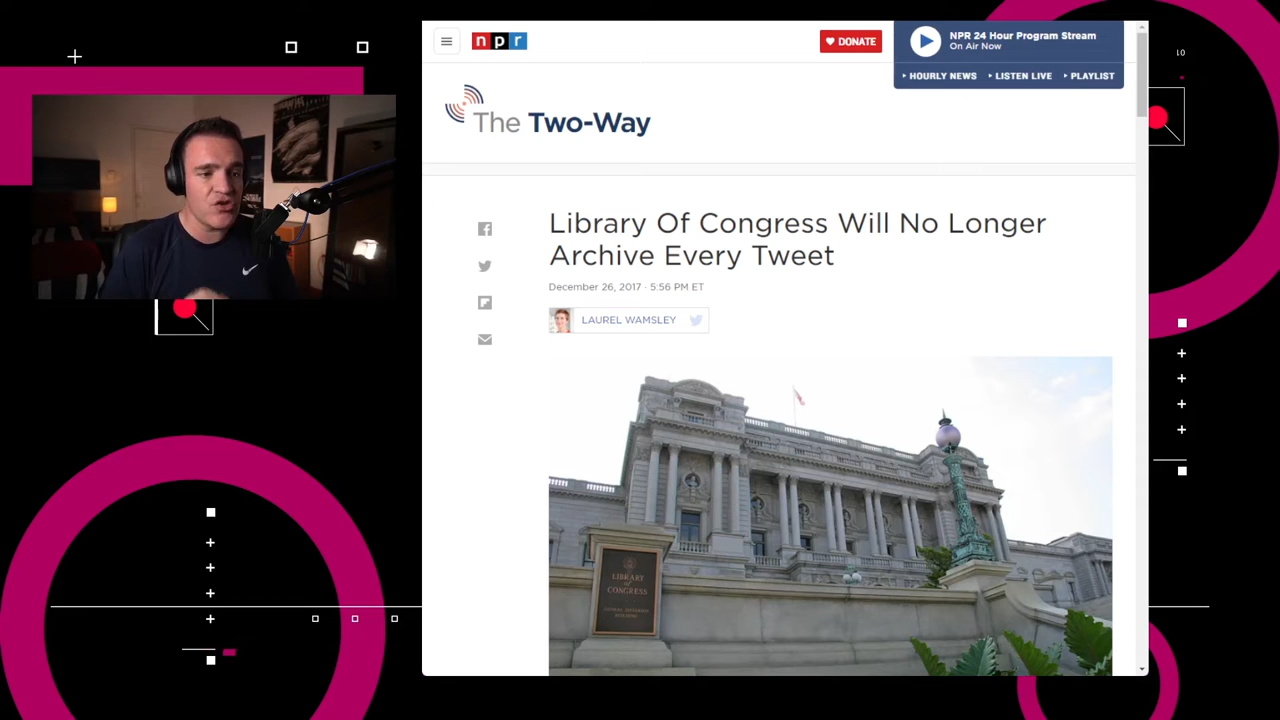 npr
DONATE
NPR 24 Hour Program Stream
On Air Now
HOURLY NEWS
LISTEN LIVE
PLAYLIST
The Two-Way
Library Of Congress Will No Longer
Archive Every Tweet
December 26, 2017 · 5:56 PM ET
LAUREL WAMSLEY
LIBRARY
OF
CONGRESS
10